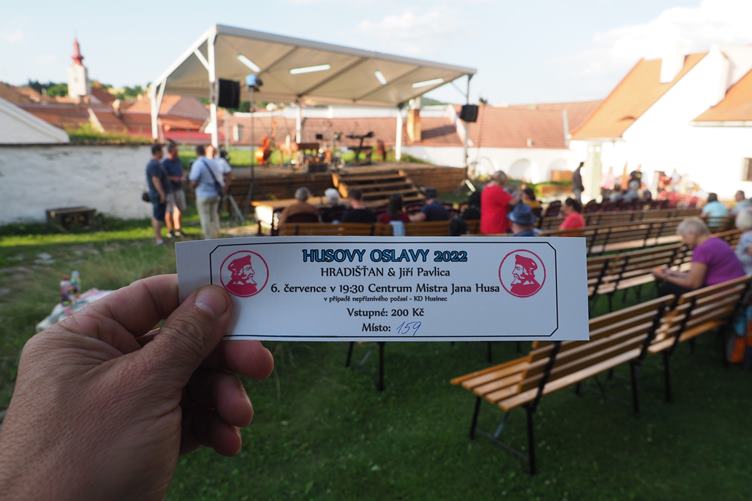 HUSOVY OSLAVY 2022
HRADIŠŤAN & Jiří Pavlica
6. července v 19:30 Centrum Mistra Jana Husa
v případě nepříznivého počasí - KD Husinec
Vstupné: 200 Kč
Místo: 159